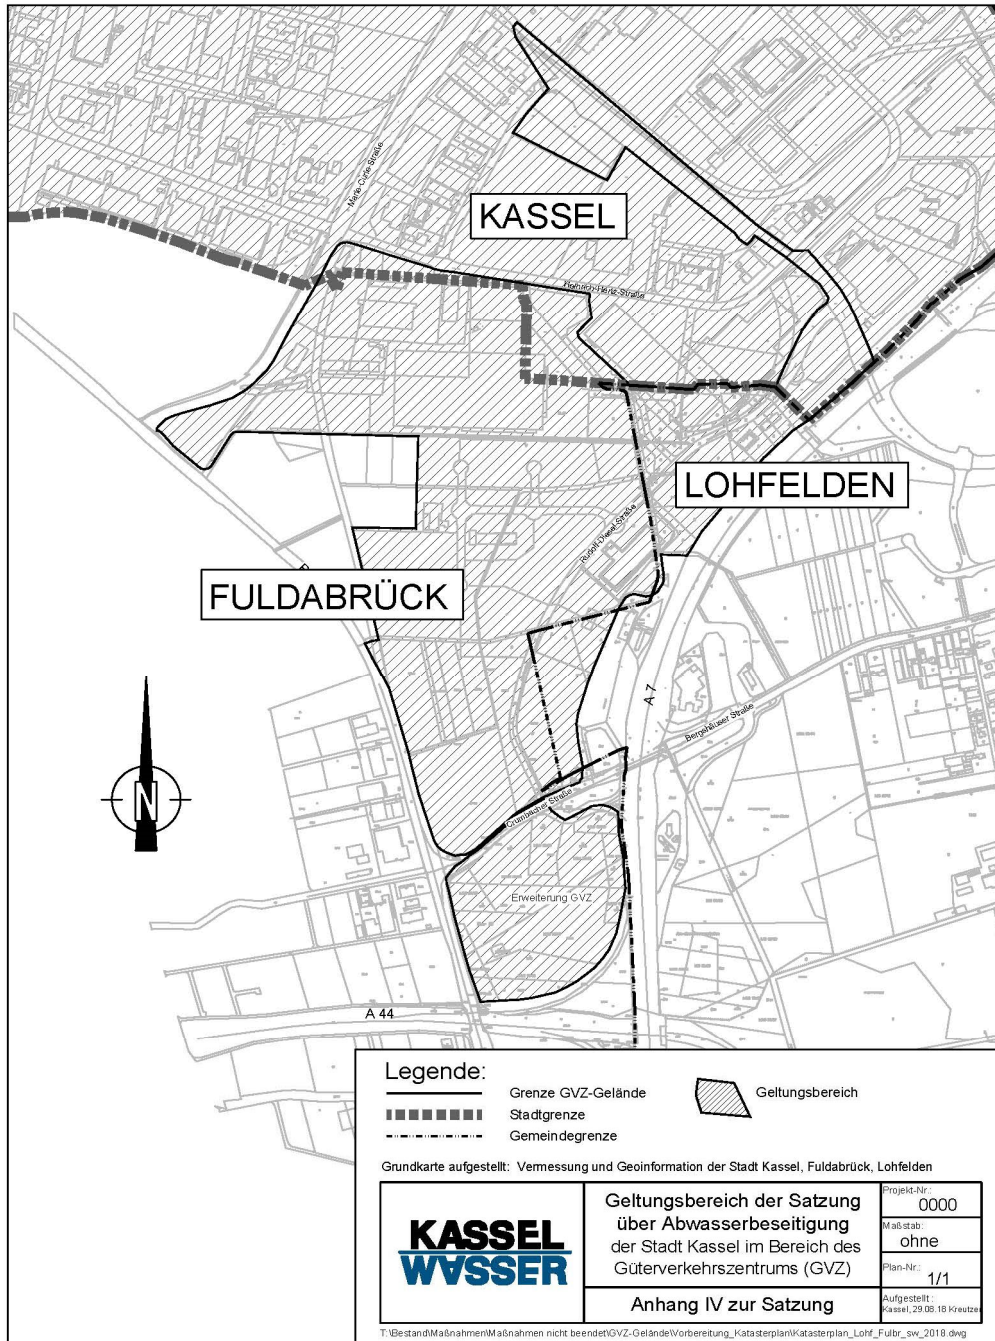 Marie-Curie-Straße
KASSEL
Heinrich-Hertz-Straße
LOHFELDEN
Rudolf-Diesel-Straße
FULDABRÜCK
A 7
Bergshäuser Straße
N
Crumbacher Straße
Erweiterung GVZ
A 44
Legende:
Grenze GVZ-Gelände
Geltungsbereich
Stadtgrenze
Gemeindegrenze
Grundkarte aufgestellt: Vermessung und Geoinformation der Stadt Kassel, Fuldabrück, Lohfelden
KASSEL
WASSER
Geltungsbereich der Satzung
über Abwasserbeseitigung
der Stadt Kassel im Bereich des
Güterverkehrszentrums (GVZ)
Anhang IV zur Satzung
Projekt-Nr.:
0000
Maßstab:
ohne
Plan-Nr.:
1/1
Aufgestellt :
Kassel, 29.08.18 Kreutzer
T:\Bestand\Maßnahmen\Maßnahmen nicht beendet\GVZ-Gelände\Vorbereitung_Katasterplan\Katasterplan_Lohf_Fulbr_sw_2018.dwg